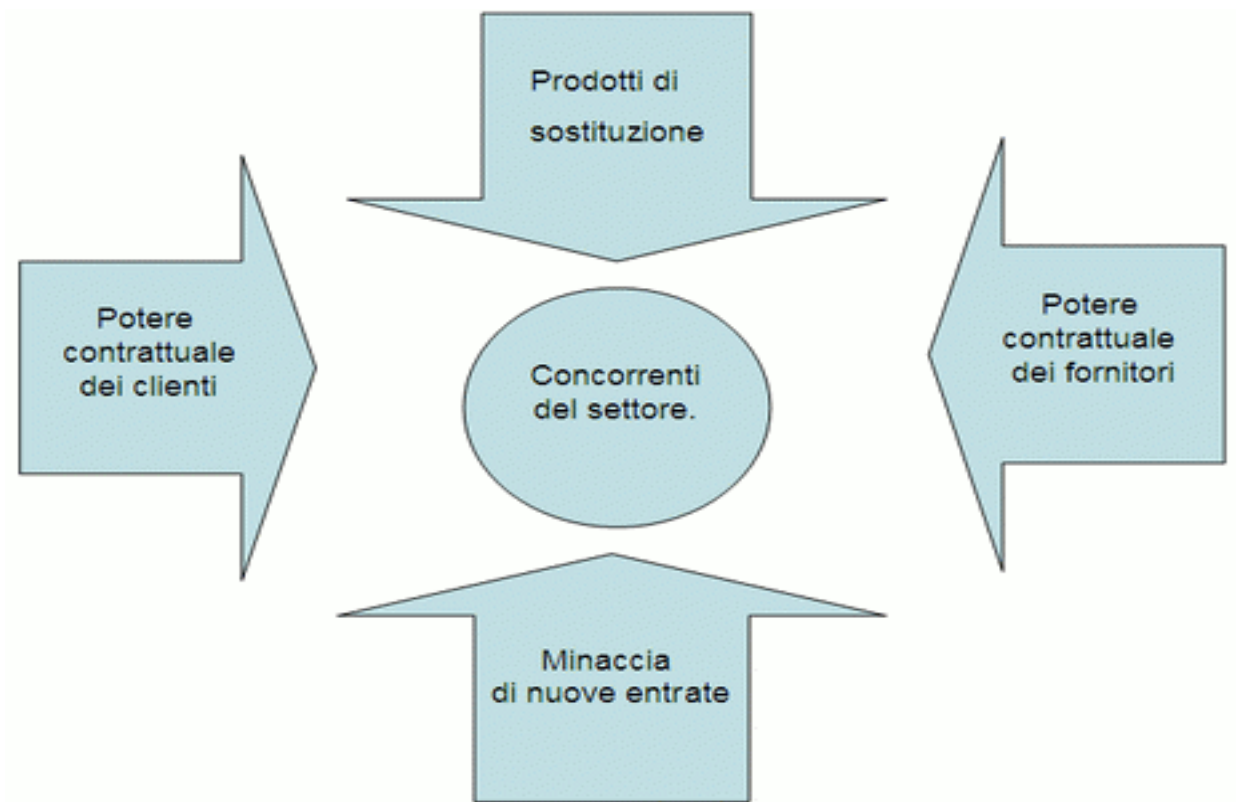 Prodotti di
sostituzione
Potere
contrattuale
dei clienti
Concorrenti
del settore.
Potere
contrattuale
dei fornitori
Minaccia
di nuove entrate